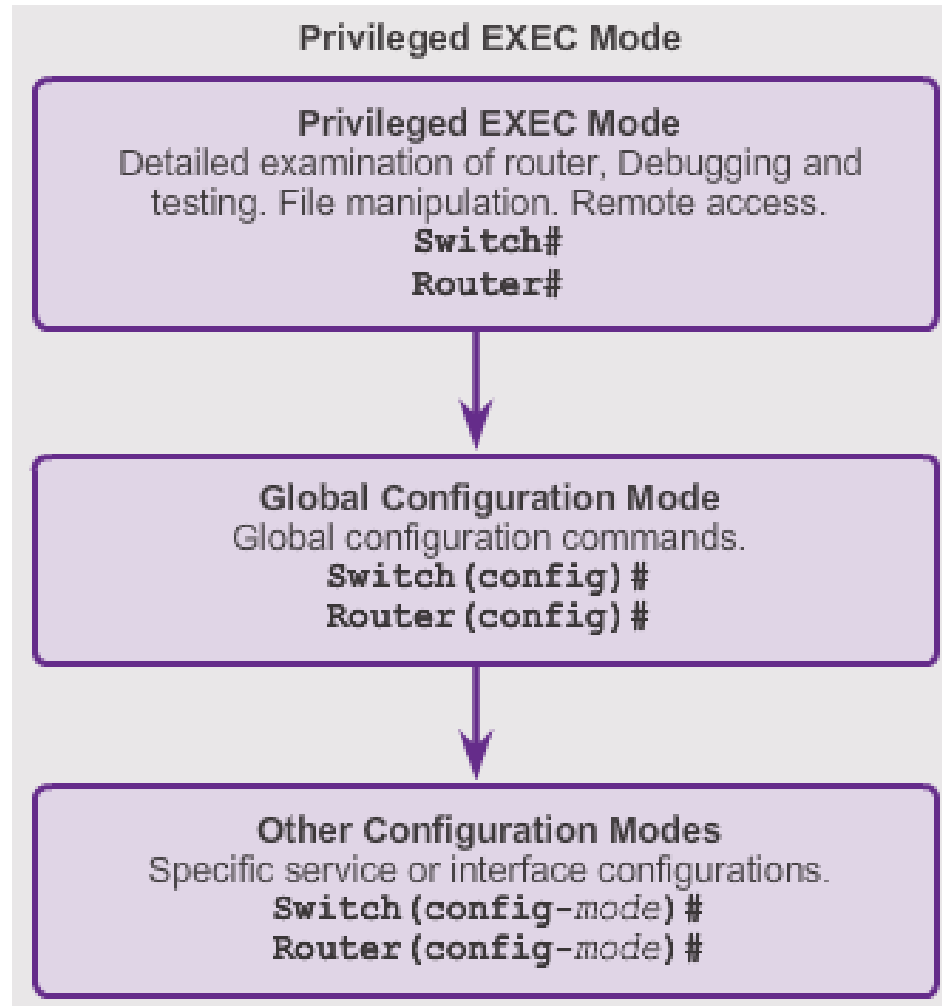 Privileged EXEC Mode
Privileged EXEC Mode
Detailed examination of router, Debugging and
testing. File manipulation. Remote access.
Switch#
Router#
Global Configuration Mode
Global configuration commands.
Switch(config)#
Router(config)#
Other Configuration Modes
Specific service or interface configurations.
Switch(config-mode)#
Router(config-mode)#